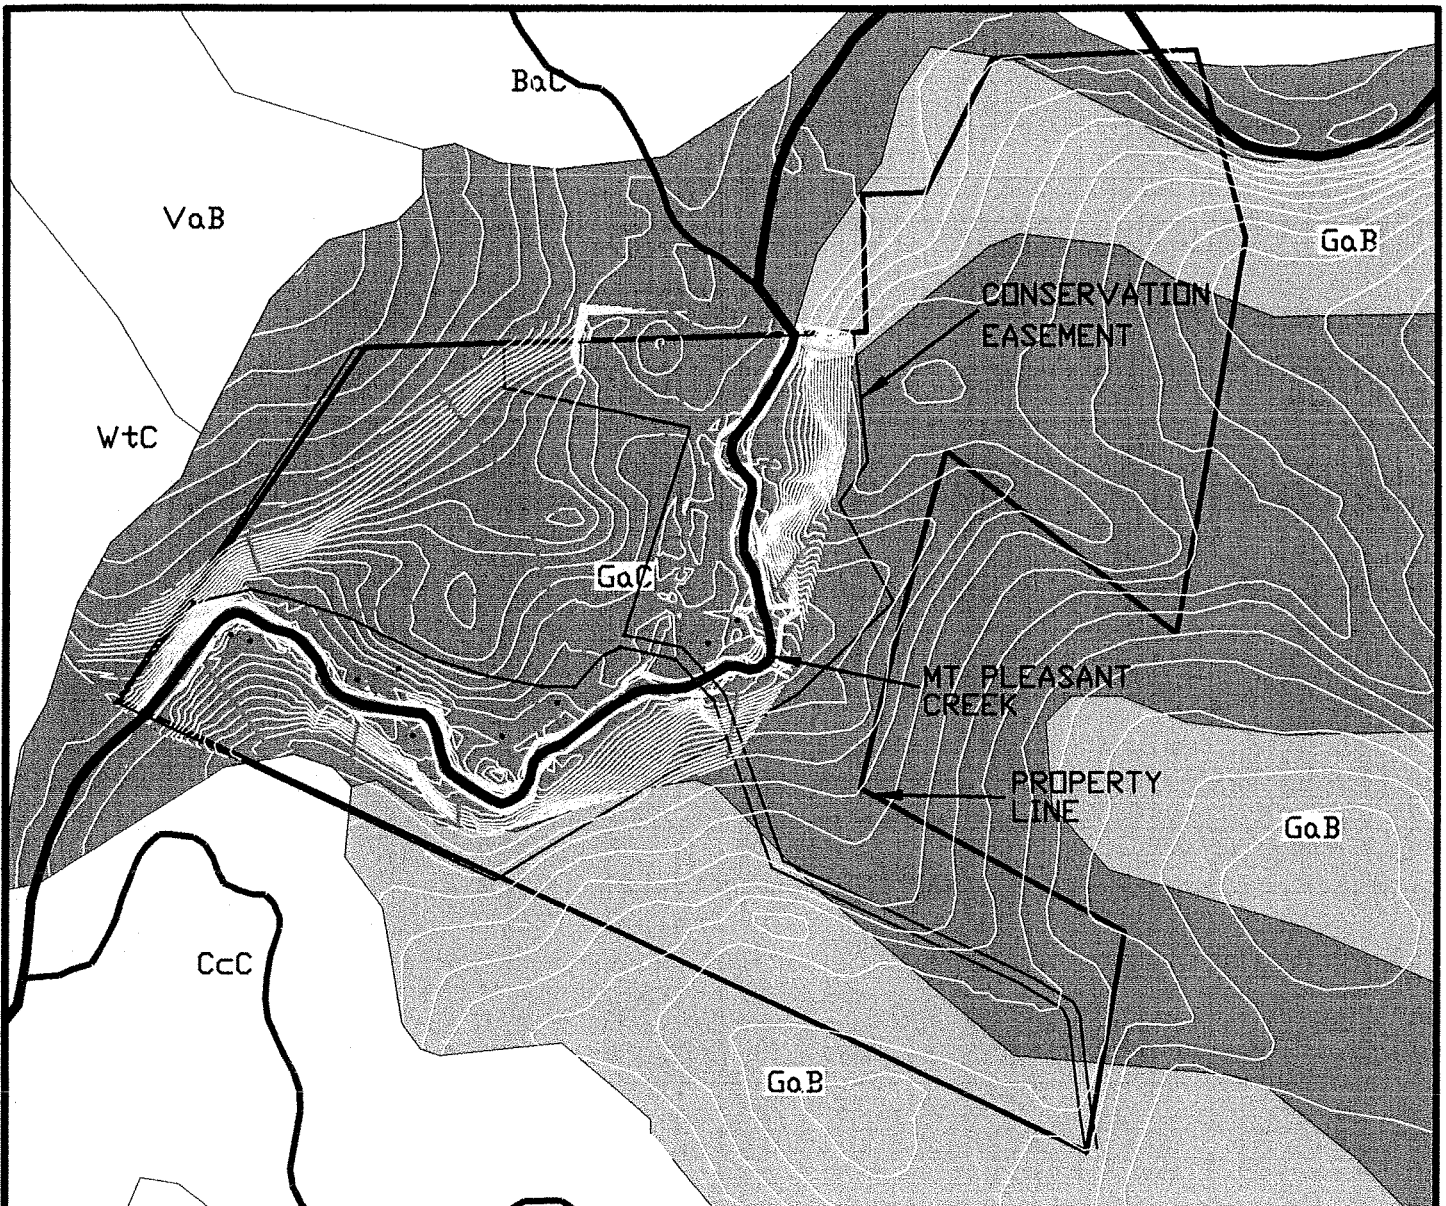 BaC
VaB
GaB
CONSERVATION
EASEMENT
WtC
GaC
MT PLEASANT
CREEK
PROPERTY
LINE
GaB
CcC
GaB